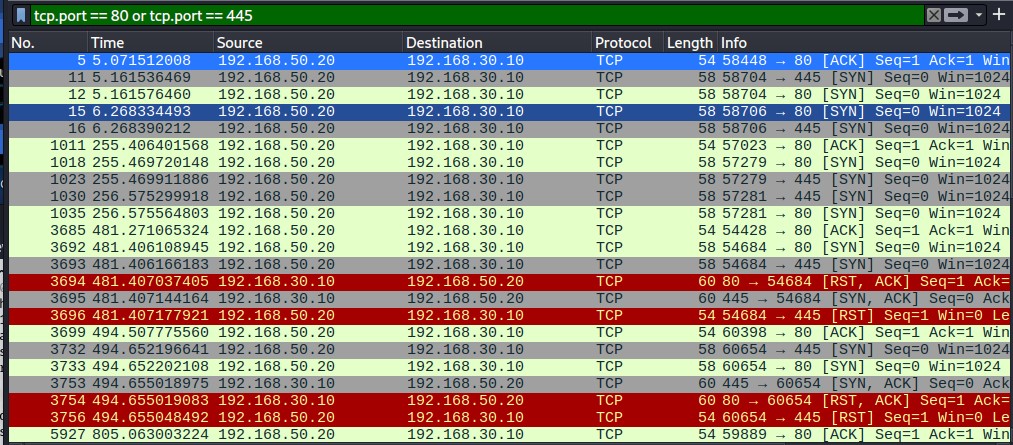 tcp.port == 80 or tcp.port == 445
No. Time Source Destination Protocol Length Info
5 5.071512008 192.168.50.20 192.168.30.10 TCP 54 58448 → 80 [ACK] Seq=1 Ack=1 Win
11 5.161536469 192.168.50.20 192.168.30.10 TCP 58 58704 → 445 [SYN] Seq=0 Win=1024
12 5.161576460 192.168.50.20 192.168.30.10 TCP 58 58704 → 80 [SYN] Seq=0 Win=1024
15 6.268334493 192.168.50.20 192.168.30.10 TCP 58 58706 → 80 [SYN] Seq=0 Win=1024
16 6.268390212 192.168.50.20 192.168.30.10 TCP 58 58706 → 445 [SYN] Seq=0 Win=1024
1011 255.406401568 192.168.50.20 192.168.30.10 TCP 54 57023 → 80 [ACK] Seq=1 Ack=1 Win
1018 255.469720148 192.168.50.20 192.168.30.10 TCP 58 57279 → 80 [SYN] Seq=0 Win=1024
1023 255.469911886 192.168.50.20 192.168.30.10 TCP 58 57279 → 445 [SYN] Seq=0 Win=1024
1030 256.575299918 192.168.50.20 192.168.30.10 TCP 58 57281 → 445 [SYN] Seq=0 Win=1024
1035 256.575564803 192.168.50.20 192.168.30.10 TCP 58 57281 → 80 [SYN] Seq=0 Win=1024
3685 481.271065324 192.168.50.20 192.168.30.10 TCP 54 54428 → 80 [ACK] Seq=1 Ack=1 Win
3692 481.406108945 192.168.50.20 192.168.30.10 TCP 58 54684 → 80 [SYN] Seq=0 Win=1024
3693 481.406166183 192.168.50.20 192.168.30.10 TCP 58 54684 → 445 [SYN] Seq=0 Win=1024
3694 481.407037405 192.168.30.10 192.168.50.20 TCP 60 80 → 54684 [RST, ACK] Seq=1 Ack=
3695 481.407144164 192.168.30.10 192.168.50.20 TCP 60 445 → 54684 [SYN, ACK] Seq=0 Ack
3696 481.407177921 192.168.50.20 192.168.30.10 TCP 54 54684 → 445 [RST] Seq=1 Win=0 Le
3699 494.507775560 192.168.50.20 192.168.30.10 TCP 54 60398 → 80 [ACK] Seq=1 Ack=1 Win
3732 494.652196641 192.168.50.20 192.168.30.10 TCP 58 60654 → 445 [SYN] Seq=0 Win=1024
3733 494.652202108 192.168.50.20 192.168.30.10 TCP 58 60654 → 80 [SYN] Seq=0 Win=1024
3753 494.655018975 192.168.30.10 192.168.50.20 TCP 60 445 → 60654 [SYN, ACK] Seq=0 Ack
3754 494.655019083 192.168.30.10 192.168.50.20 TCP 60 80 → 60654 [RST, ACK] Seq=1 Ack=
3756 494.655048492 192.168.50.20 192.168.30.10 TCP 54 60654 → 445 [RST] Seq=1 Win=0 Le
5927 805.063003224 192.168.50.20 192.168.30.10 TCP 54 59889 → 80 [ACK] Seq=1 Ack=1 Win